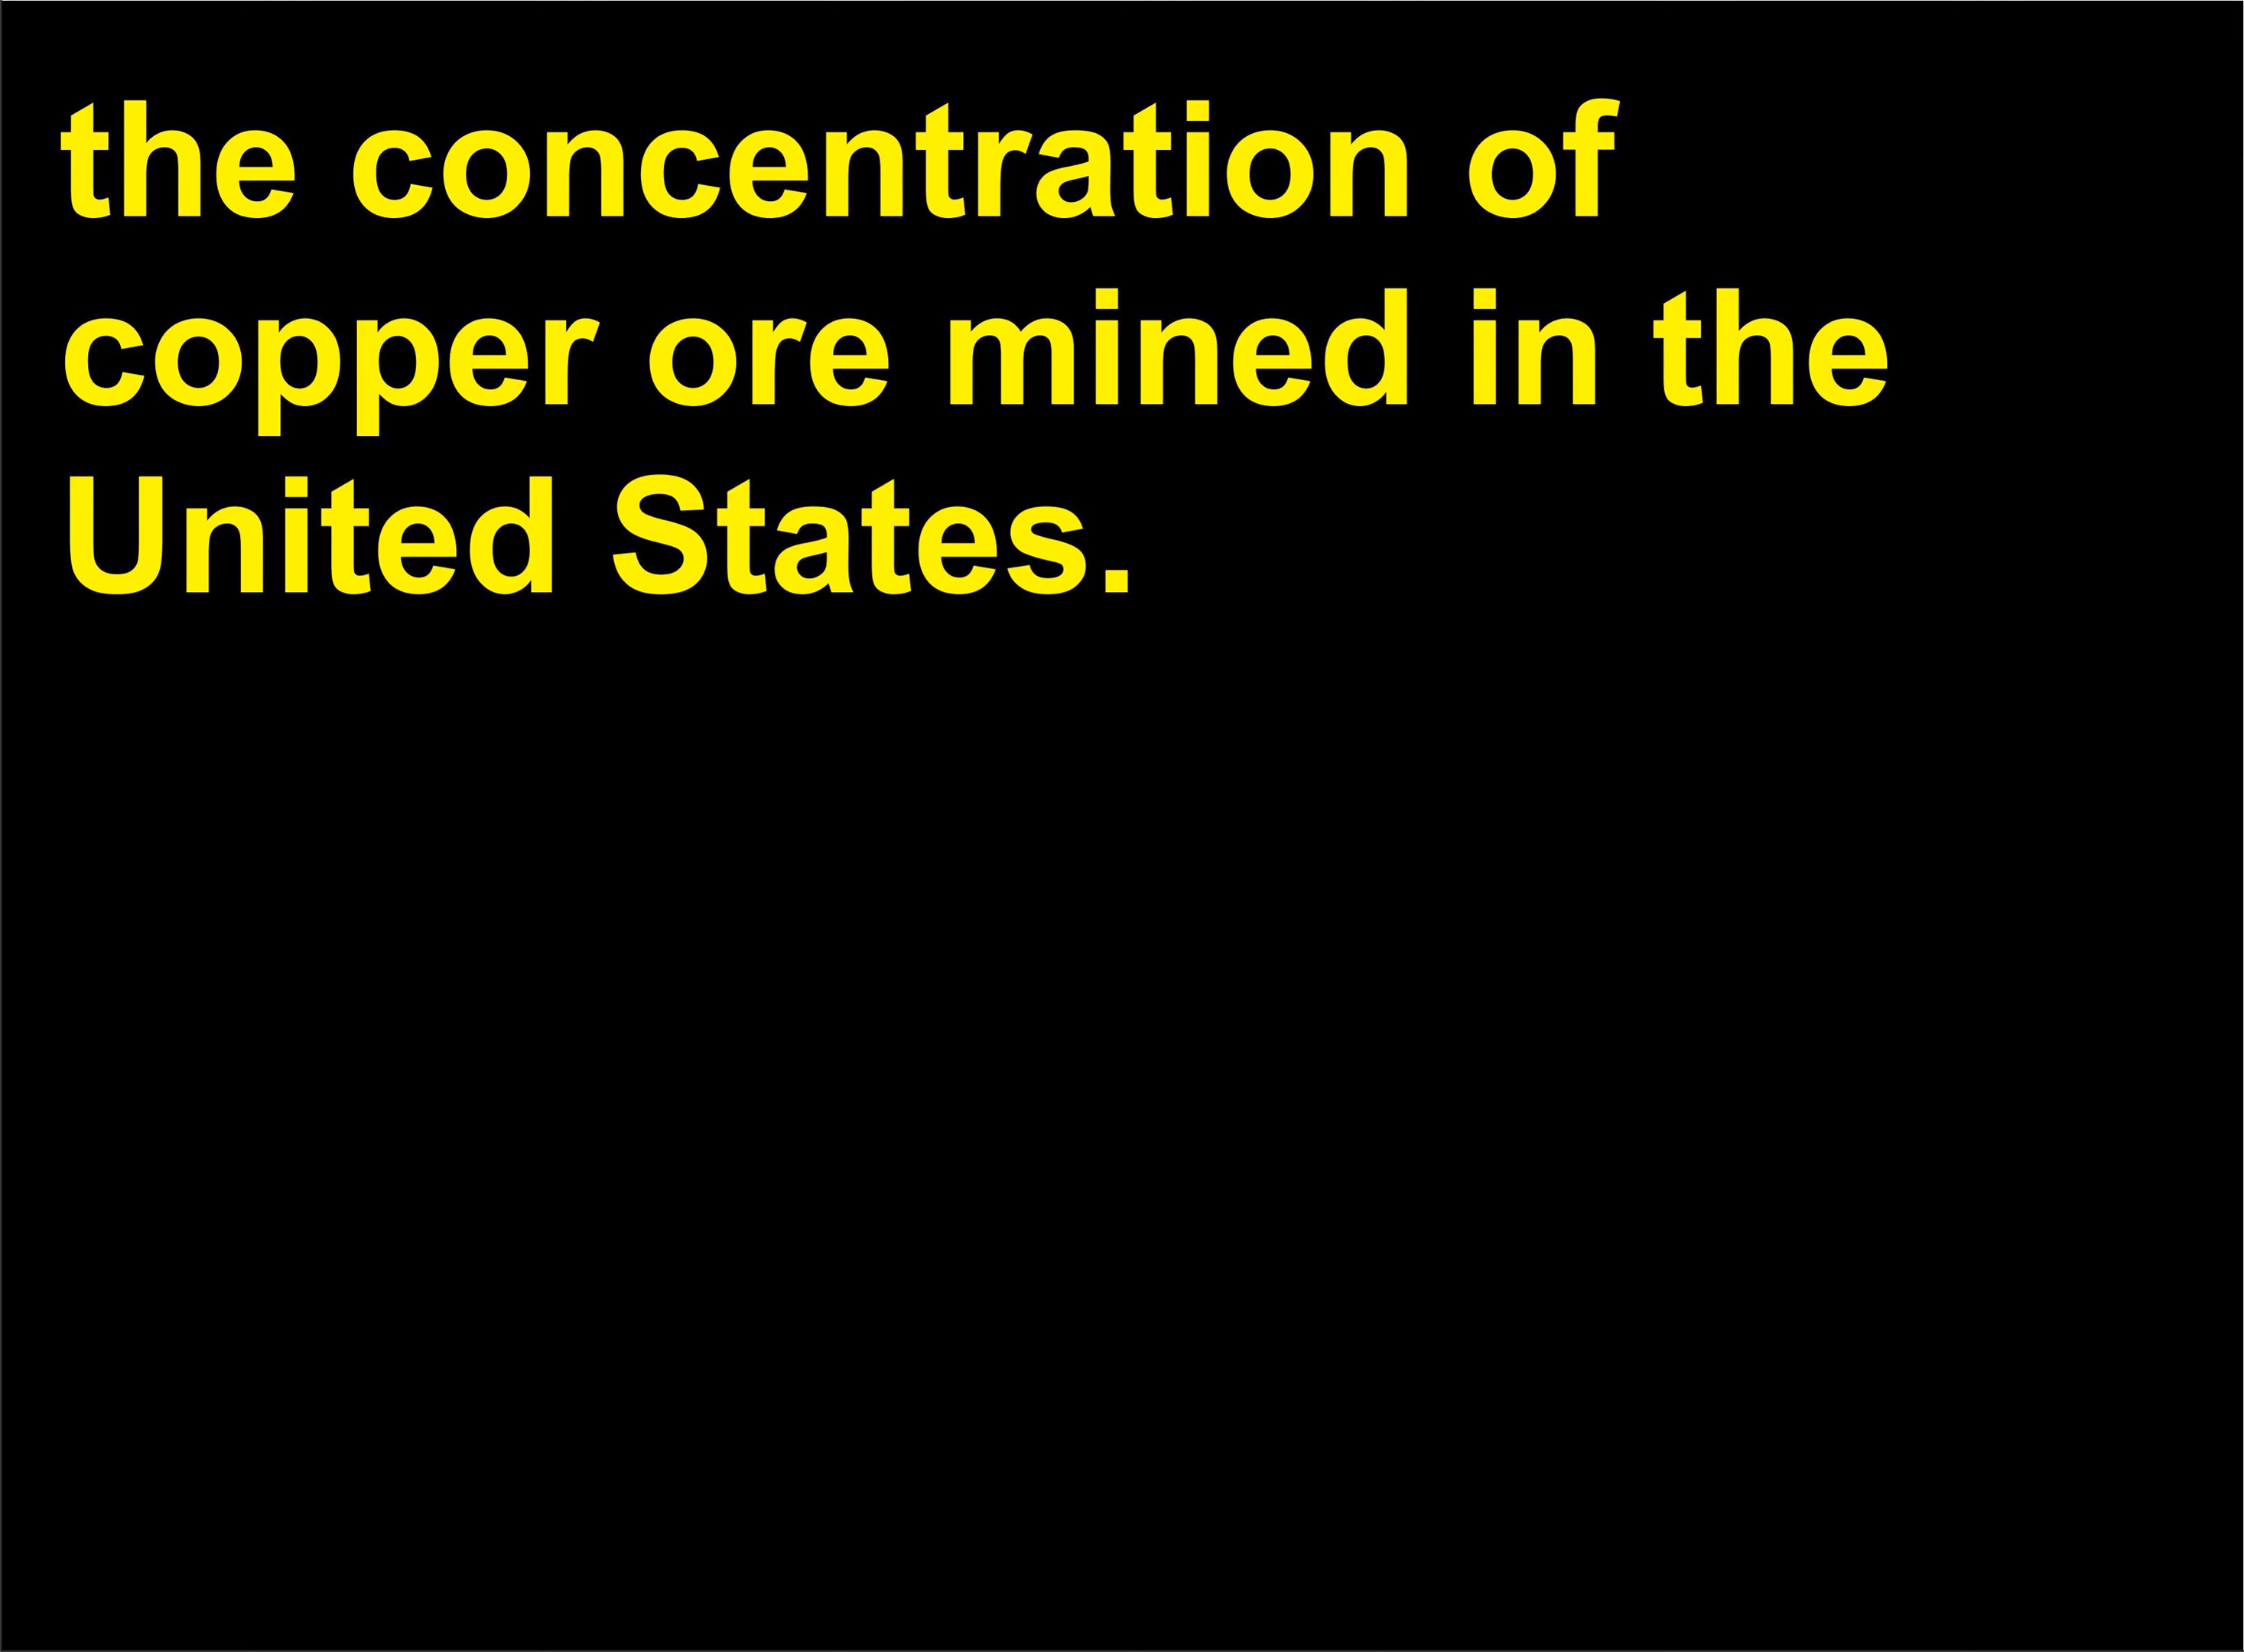 the concentration of
copper ore mined in the
United States.